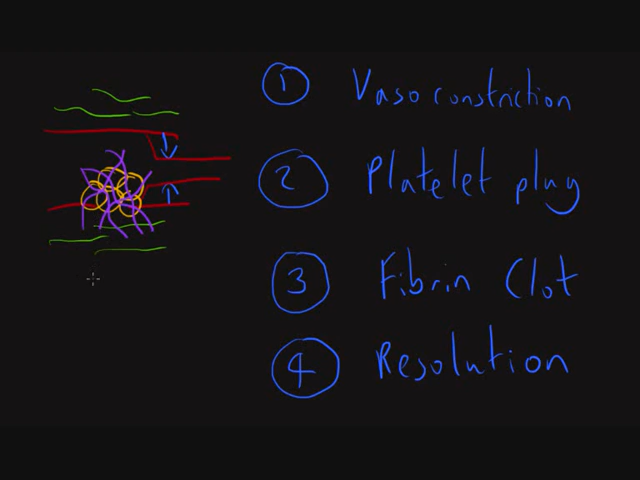 1 Vasoconstriction
2 Platelet plug
3 Fibrin Clot
4 Resolution